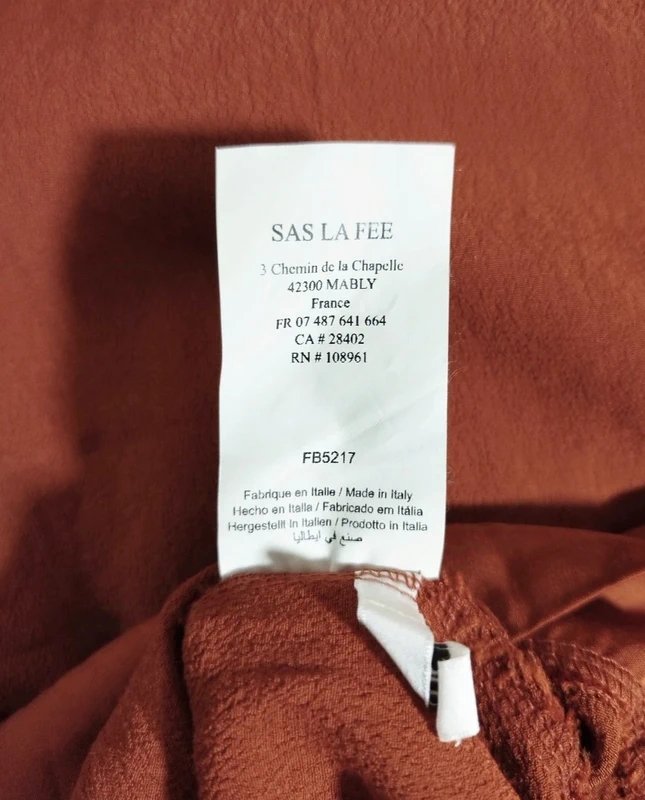 SAS LA FEE
3 Chemin de la Chapelle
42300 MABLY
France
FR 07 487 641 664
CA # 28402
RN # 108961
FB5217
Fabrique en Italie / Made in Italy
Hecho en Italia / Fabricado em Itália
Hergestellt in Italien / Prodotto in Italia
صنع في ايطاليا